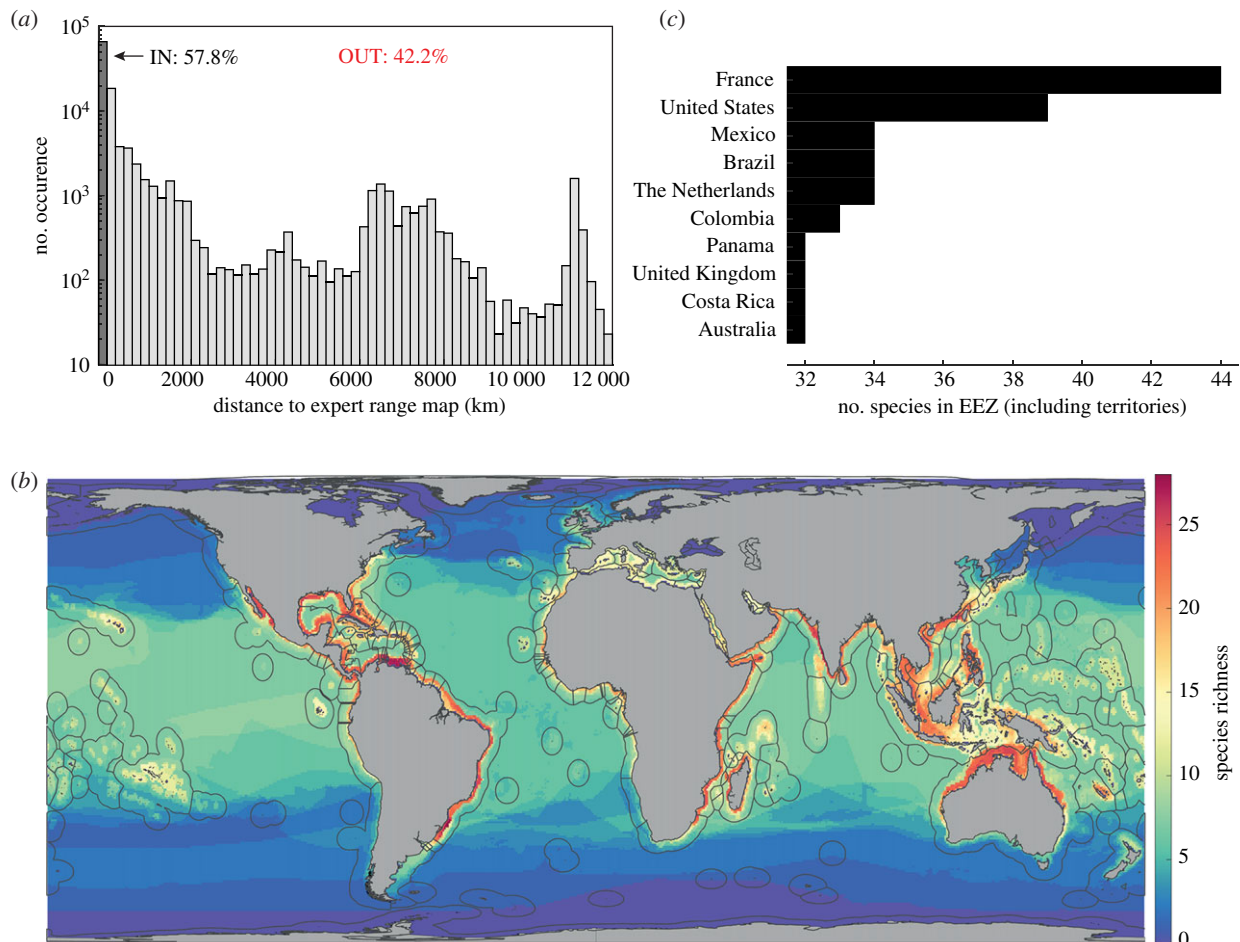 (a)
no. occurence
10^5
10^4
10^3
10^2
10
IN: 57.8%
OUT: 42.2%
0 2000 4000 6000 8000 10 000 12 000
distance to expert range map (km)
(c)
France
United States
Mexico
Brazil
The Netherlands
Colombia
Panama
United Kingdom
Costa Rica
Australia
32 34 36 38 40 42 44
no. species in EEZ (including territories)
(b)
25
20
15
10
5
0
species richness